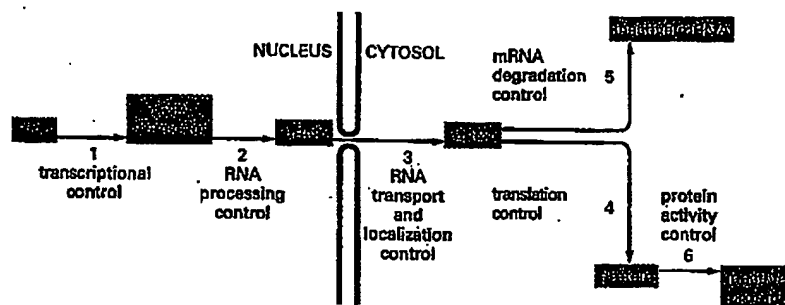 NUCLEUS
CYTOSOL
mRNA
degradation
control
5
1
transcriptional
control
2
RNA
processing
control
3
RNA
transport
and
localization control
translation
control
4
protein
activity
control
6